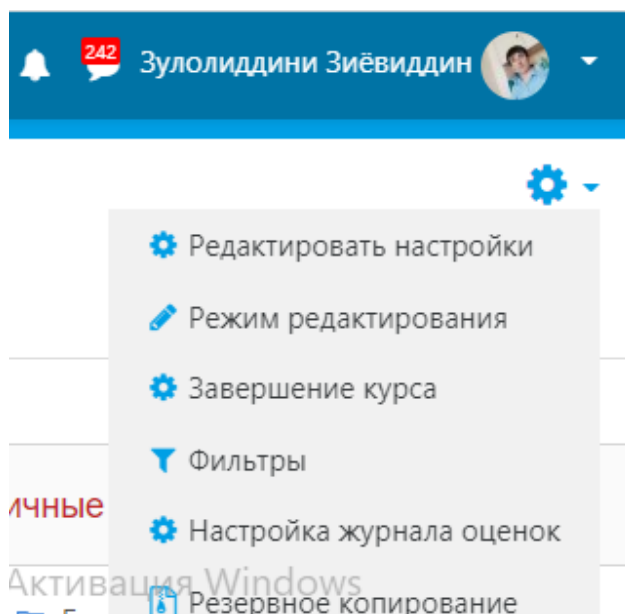 242
Зулолиддини Зиёвиддин
Редактировать настройки
Режим редактирования
Завершение курса
Фильтры
ичные
Настройка журнала оценок
Активация Windows
Резервное копирование